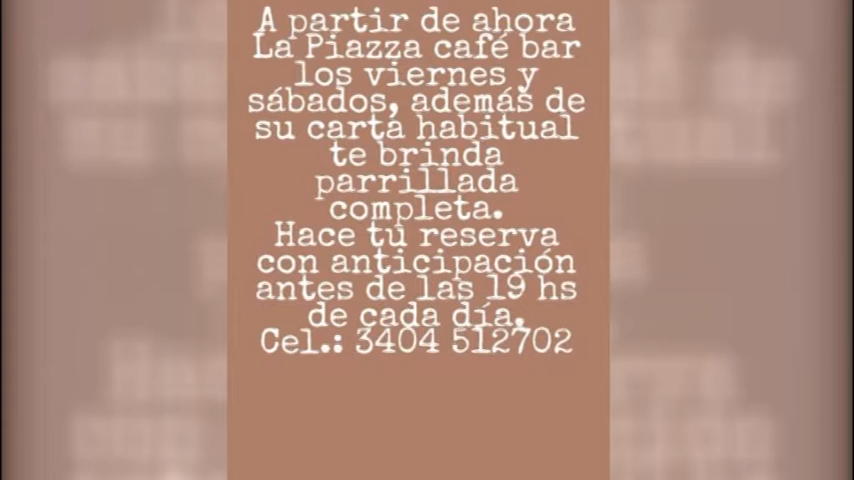 A partir de ahora
La Piazza café bar
los viernes y
sábados, además de
su carta habitual
te brinda
parrillada
completa.
Hace tu reserva
con anticipación
antes de las 19 hs
de cada día.
Cel.: 3404 512702